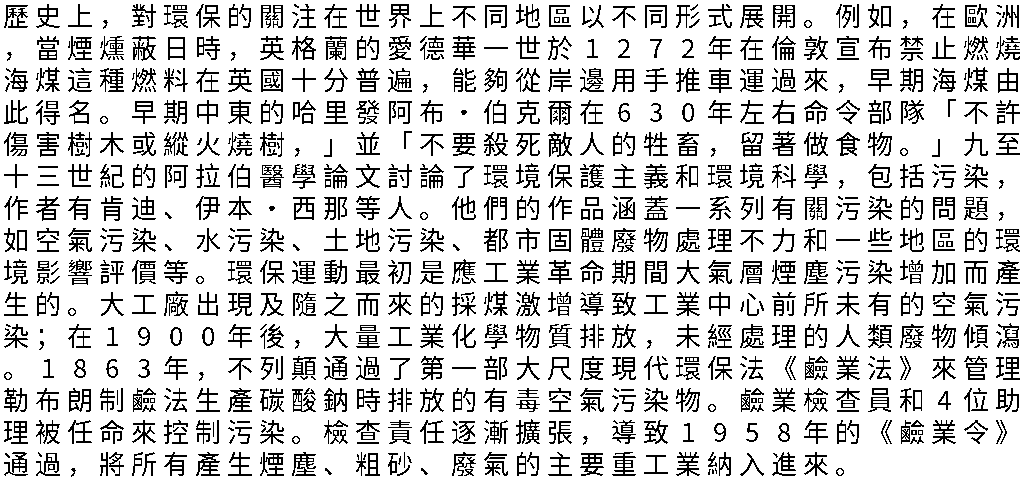 歷史上，對環保的關注在世界上不同地區以不同形式展開。例如，在歐洲
，當煙燻蔽日時，英格蘭的愛德華一世於１２７２年在倫敦宣布禁止燃燒
海煤這種燃料在英國十分普遍，能夠從岸邊用手推車運過來，早期海煤由
此得名。早期中東的哈里發阿布·伯克爾在６３０年左右命令部隊「不許
傷害樹木或縱火燒樹，」並「不要殺死敵人的牲畜，留著做食物。」九至
十三世紀的阿拉伯醫學論文討論了環境保護主義和環境科學，包括污染，
作者有肯迪、伊本·西那等人。他們的作品涵蓋一系列有關污染的問題，
如空氣污染、水污染、土地污染、都市固體廢物處理不力和一些地區的環
境影響評價等。環保運動最初是應工業革命期間大氣層煙塵污染增加而產
生的。大工廠出現及隨之而來的採煤激增導致工業中心前所未有的空氣污
染；在１９００年後，大量工業化學物質排放，未經處理的人類廢物傾瀉
。１８６３年，不列顛通過了第一部大尺度現代環保法《鹼業法》來管理
勒布朗制鹼法生產碳酸鈉時排放的有毒空氣污染物。鹼業檢查員和４位助
理被任命來控制污染。檢查責任逐漸擴張，導致１９５８年的《鹼業令》
通過，將所有產生煙塵、粗砂、廢氣的主要重工業納入進來。